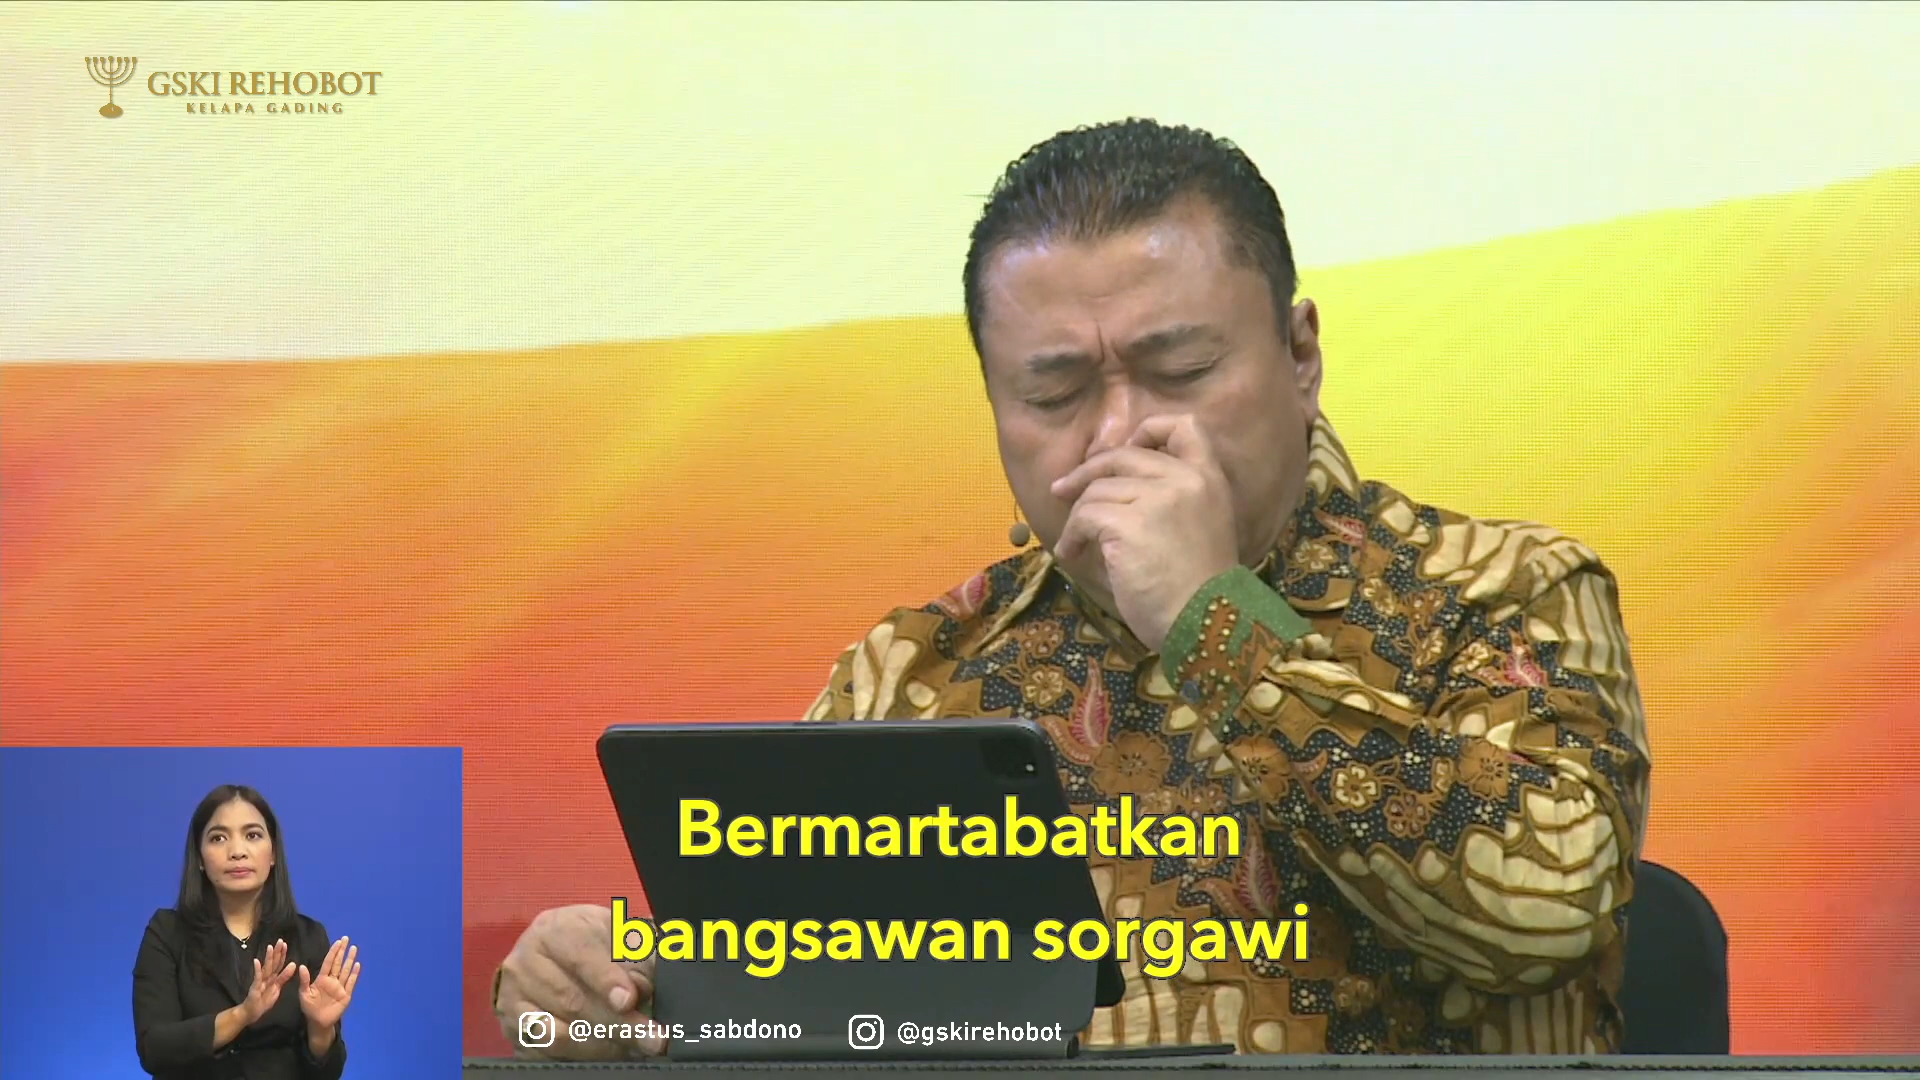 GSKI REHOBOT
KELAPA GADING
Bermartabatkan
bangsawan sorgawi
@erastus_sabdono @gskirehobot